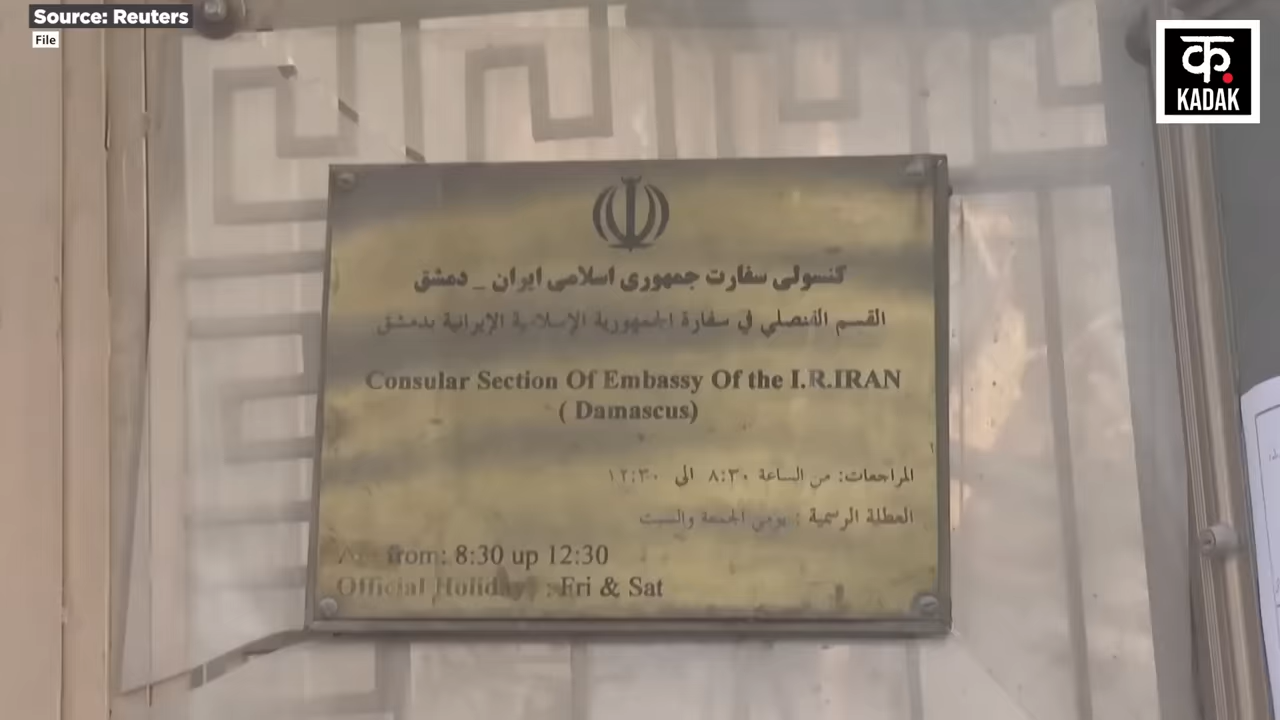 Source: Reuters
File
क.
KADAK
کنسولی سفارت جمهوری اسلامی ایران _ دمشق
القسم القنصلي في سفارة الجمهورية الإسلامية الإيرانية بدمشق
Consular Section Of Embassy Of the I.R.IRAN
( Damascus)
المراجعات: من الساعة ٨:٣٠ الى ١٢:٣٠
العطلة الرسمية : يومي الجمعة والسبت
from: 8:30 up 12:30
Official Holiday : Fri & Sat